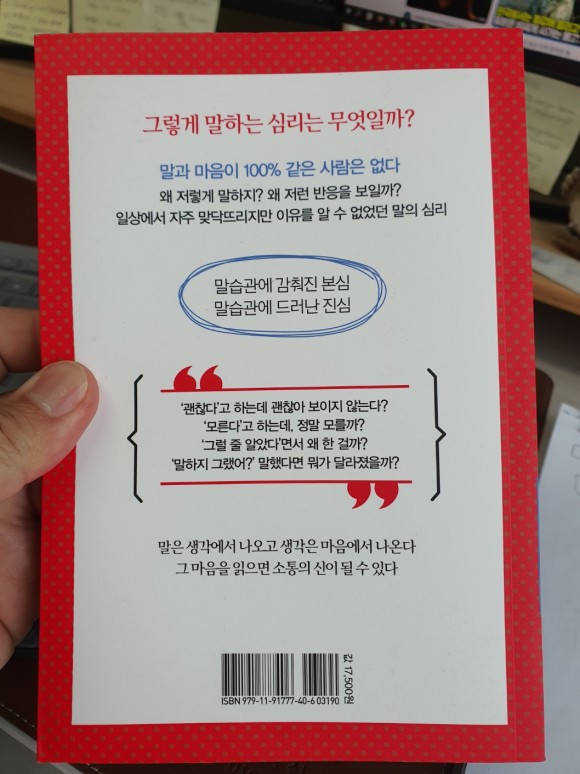 그렇게 말하는 심리는 무엇일까?
말과 마음이 100% 같은 사람은 없다
왜 저렇게 말하지? 왜 저런 반응을 보일까?
일상에서 자주 맞닥뜨리지만 이유를 알 수 없었던 말의 심리
말습관에 감춰진 본심
말습관에 드러난 진심
‘괜찮다’고 하는데 괜찮아 보이지 않는다?
‘모른다’고 하는데, 정말 모를까?
‘그럴 줄 알았다’면서 왜 한 걸까?
‘말하지 그랬어?’ 말했다면 뭐가 달라졌을까?
말은 생각에서 나오고 생각은 마음에서 나온다
그 마음을 읽으면 소통의 신이 될 수 있다
값 17,500원
ISBN 979-11-91777-40-6 03190